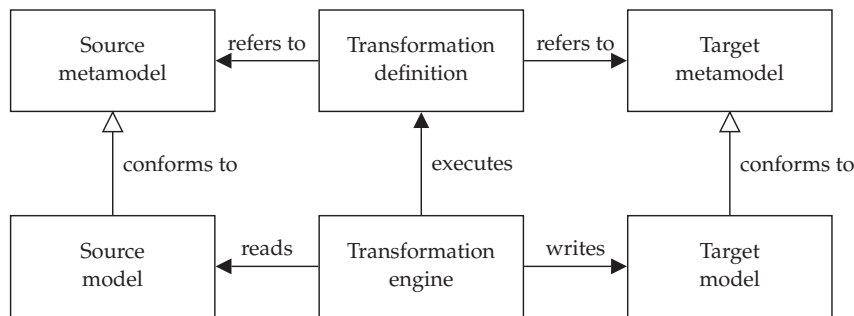 Source
metamodel
refers to
Transformation
definition
refers to
Target
metamodel
conforms to
executes
conforms to
Source
model
reads
Transformation
engine
writes
Target
model